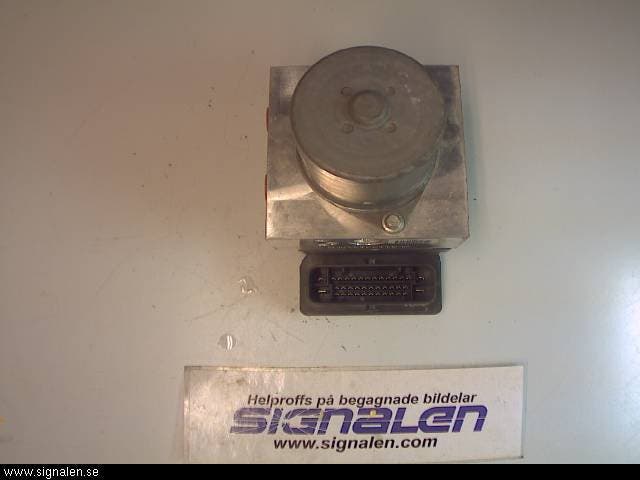 Helproffs på begagnade bildelar
SIGNALEN
www.signalen.com
www.signalen.se